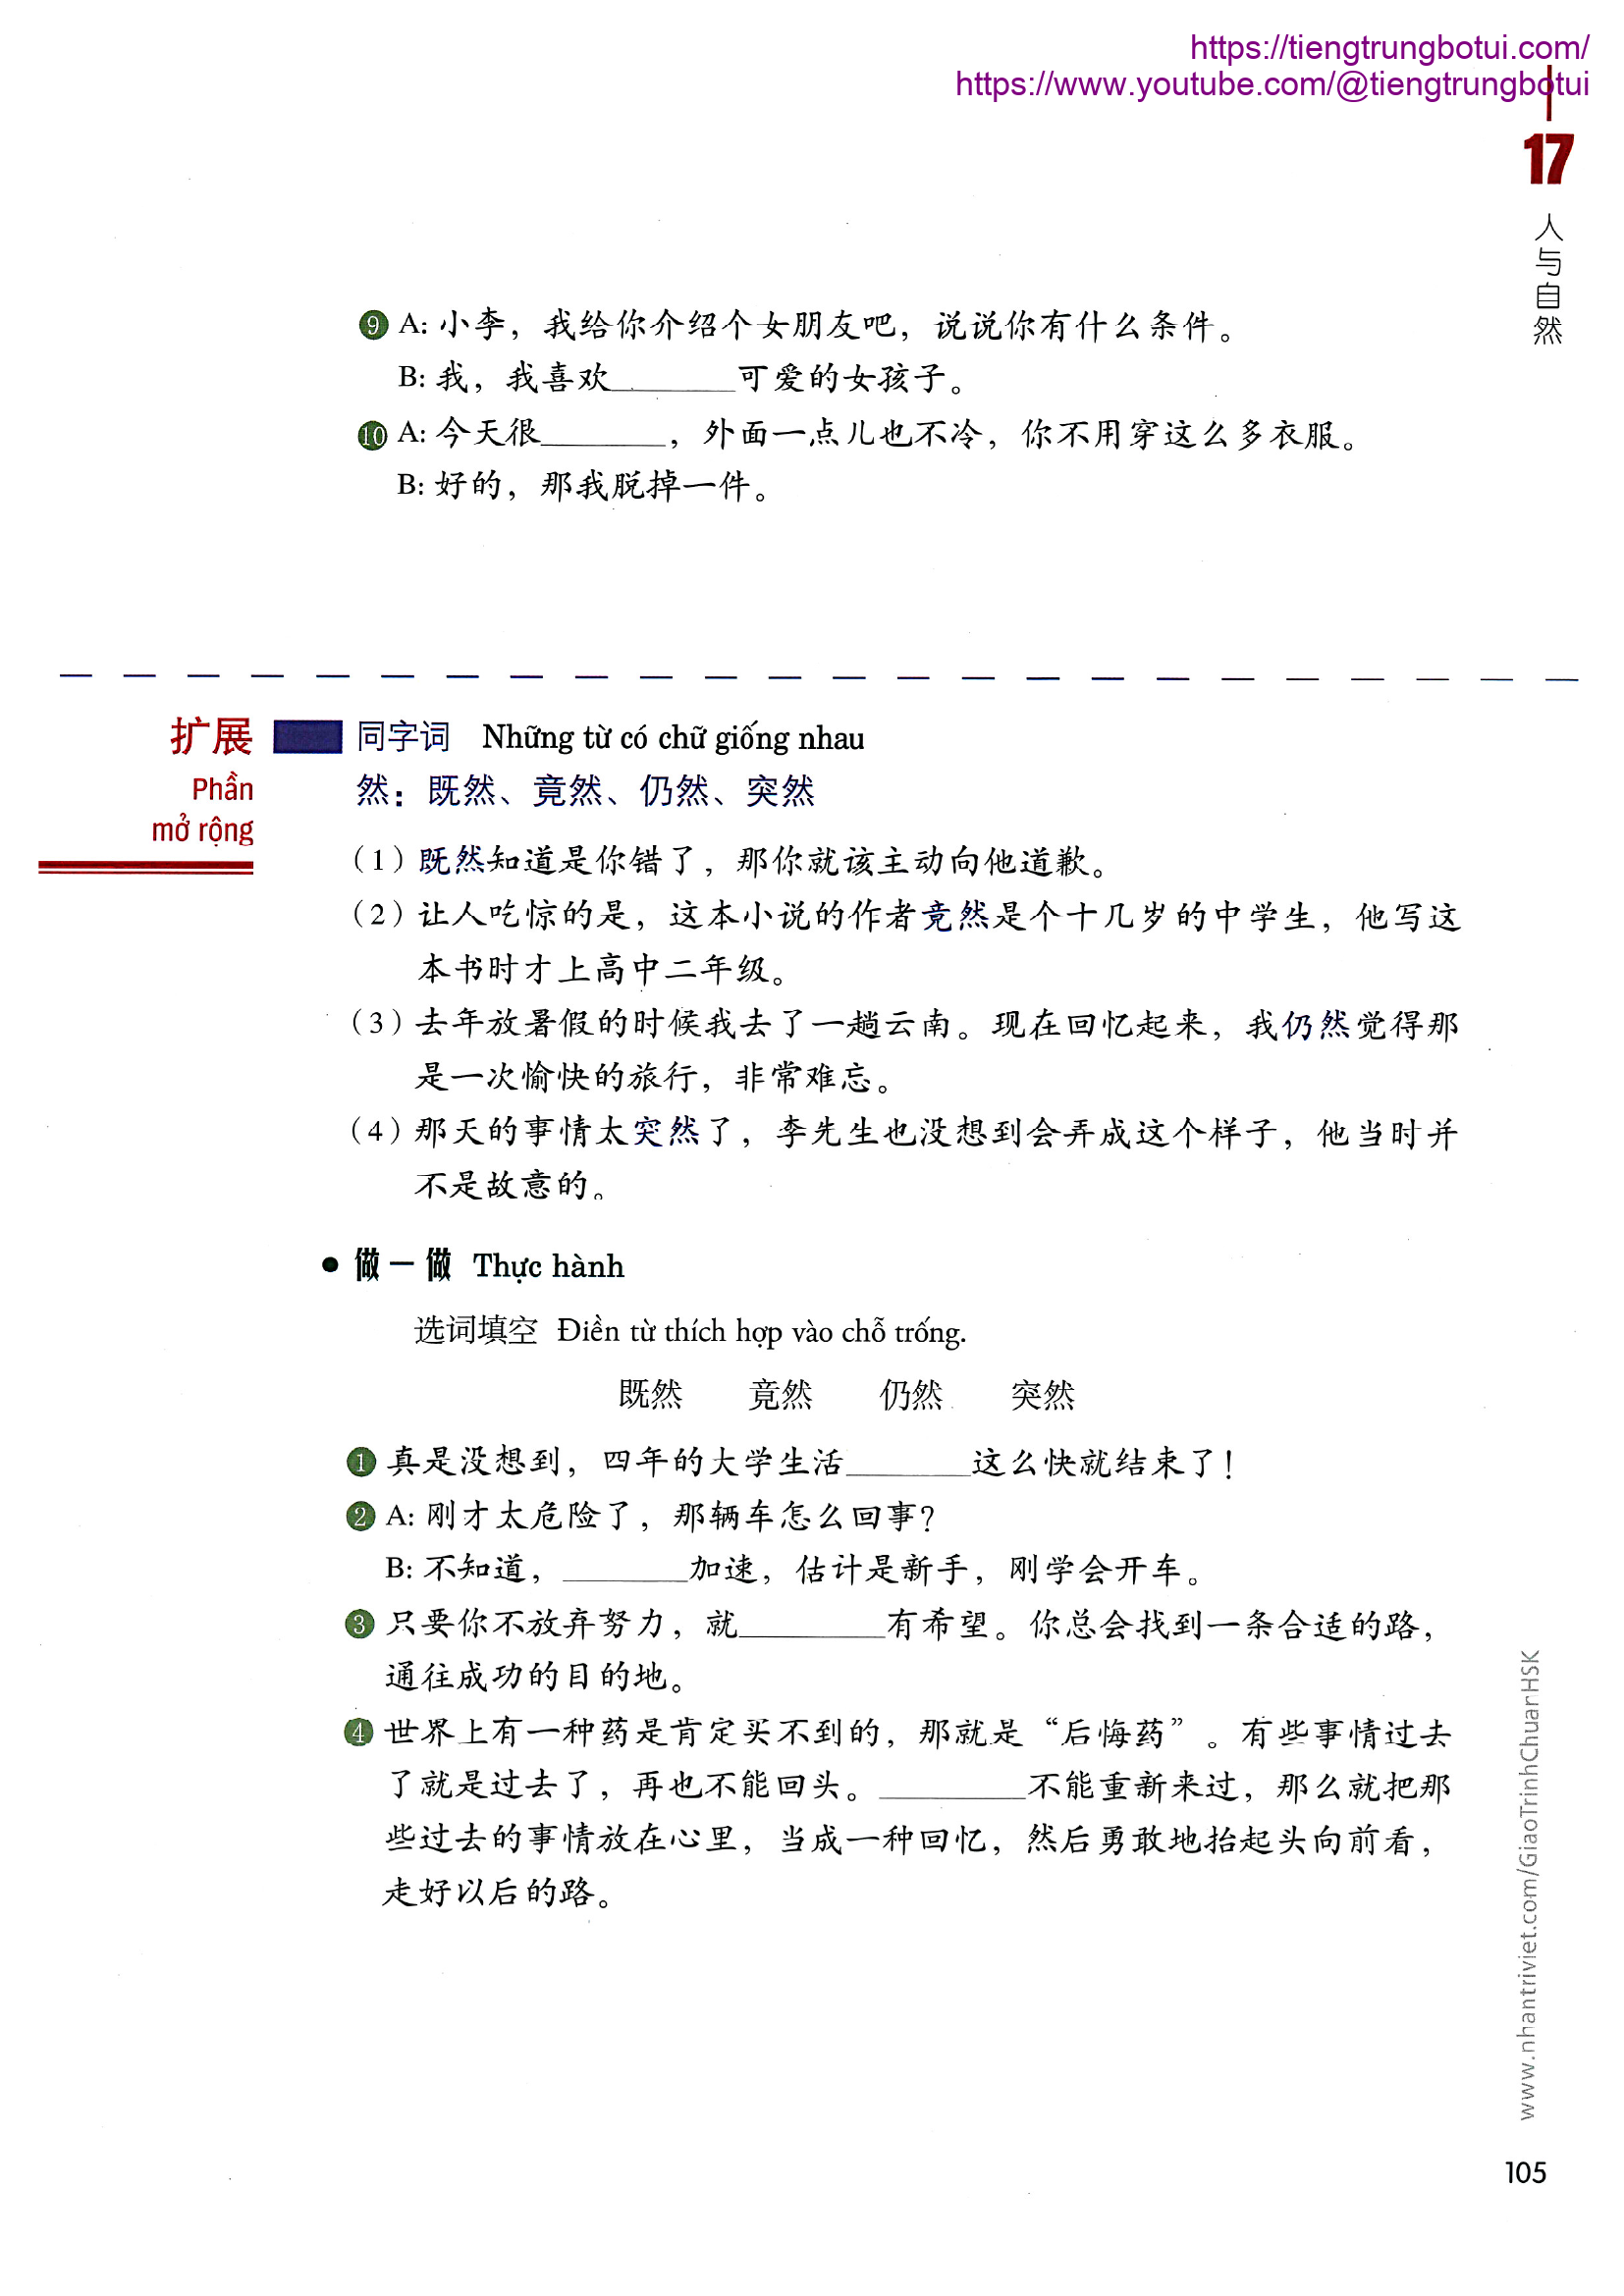 https://tiengtrungbotui.com/
https://www.youtube.com/@tiengtrungbotui
17
人与自然
9 A: 小李，我给你介绍个女朋友吧，说说你有什么条件。
B: 我，我喜欢______可爱的女孩子。
10 A: 今天很______，外面一点儿也不冷，你不用穿这么多衣服。
B: 好的，那我脱掉一件。
扩展 同字词 Những từ có chữ giống nhau
Phần
mở rộng
然：既然、竟然、仍然、突然
（1）既然知道是你错了，那你就该主动向他道歉。
（2）让人吃惊的是，这本小说的作者竟然是个十几岁的中学生，他写这
本书时才上高中二年级。
（3）去年放暑假的时候我去了一趟云南。现在回忆起来，我仍然觉得那
是一次愉快的旅行，非常难忘。
（4）那天的事情太突然了，李先生也没想到会弄成这个样子，他当时并
不是故意的。
● 做一做 Thực hành
选词填空 Điền từ thích hợp vào chỗ trống.
既然 竟然 仍然 突然
1 真是没想到，四年的大学生活______这么快就结束了！
2 A: 刚才太危险了，那辆车怎么回事？
B: 不知道，______加速，估计是新手，刚学会开车。
3 只要你不放弃努力，就_______有希望。你总会找到一条合适的路，
通往成功的目的地。
4 世界上有一种药是肯定买不到的，那就是“后悔药”。有些事情过去
了就是过去了，再也不能回头。_______不能重新来过，那么就把那
些过去的事情放在心里，当成一种回忆，然后勇敢地抬起头向前看，
走好以后的路。
www.nhantriviet.com/GiaoTrinhChuanHSK
105